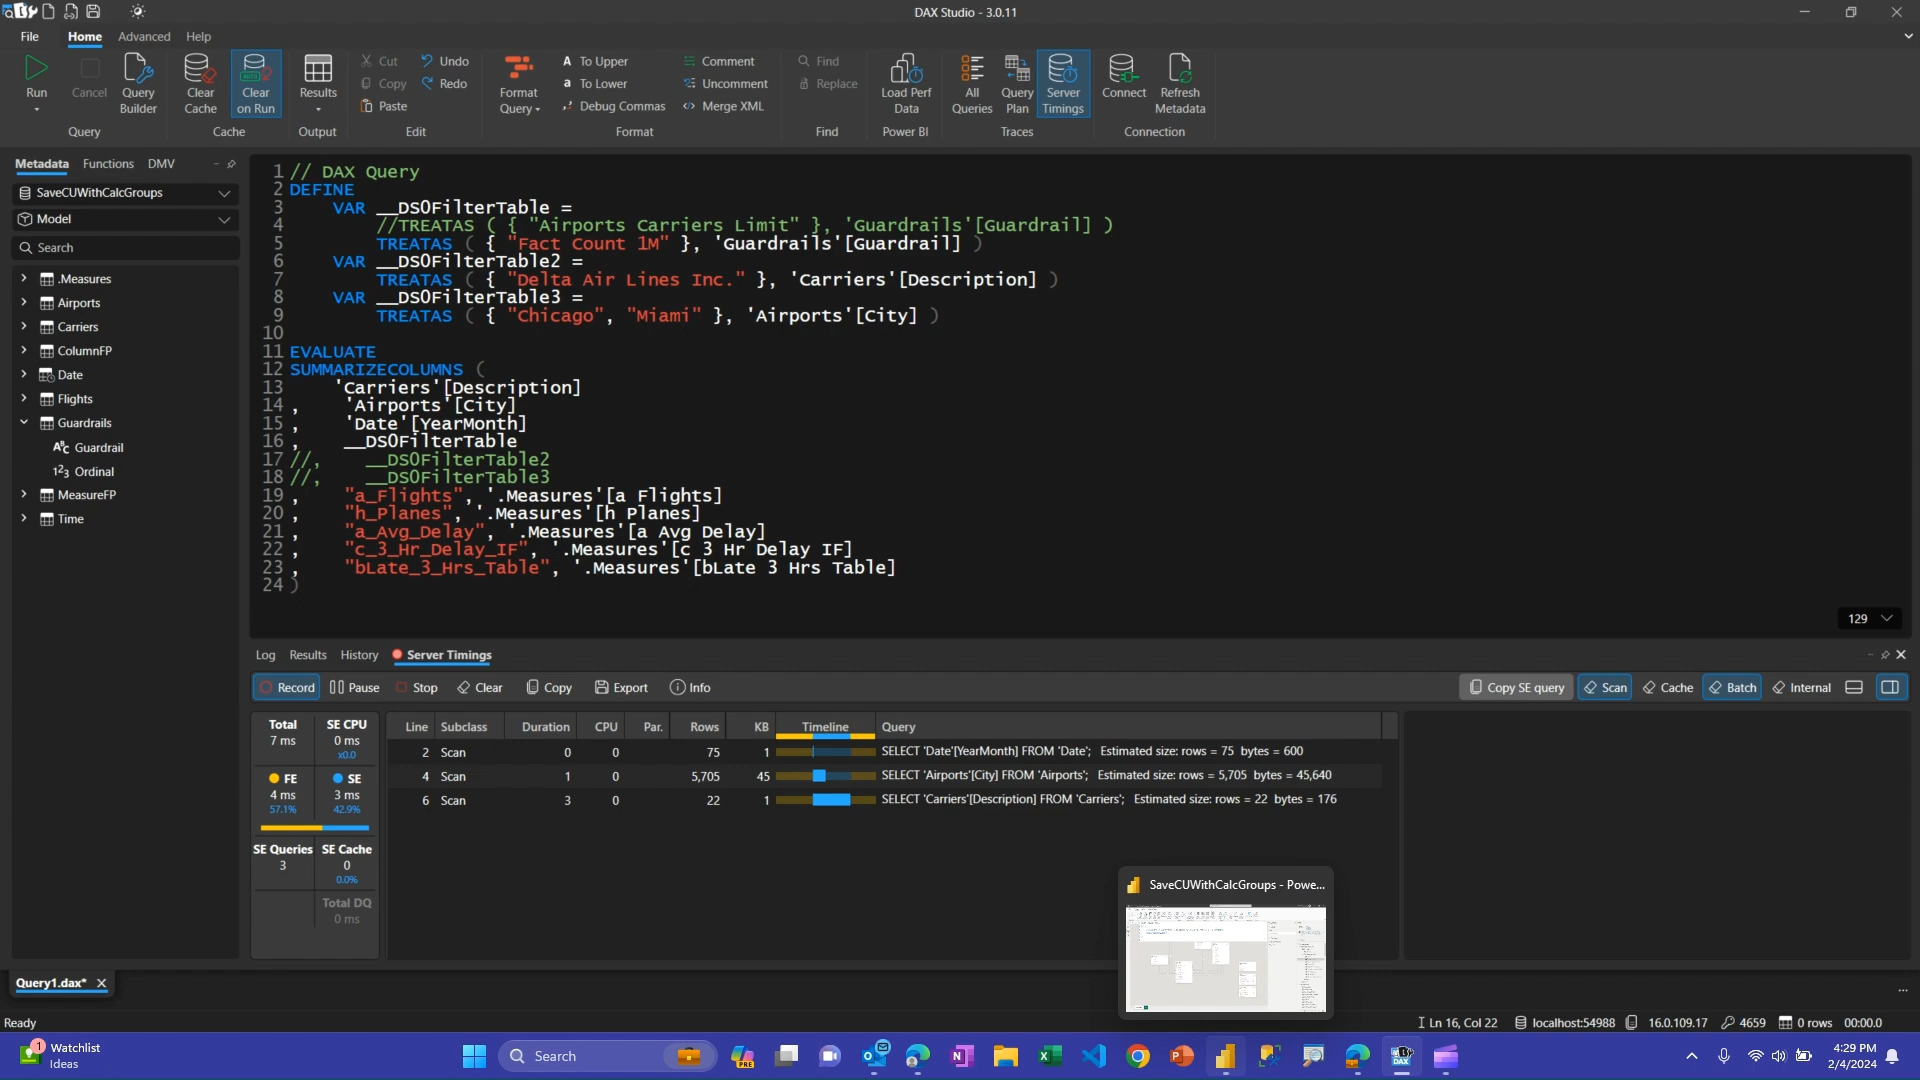 DAX Studio - 3.0.11
File Home Advanced Help
Run Cancel Query Builder
Query
Clear Cache Clear on Run
Cache
Results
Output
Cut Copy Paste Undo Redo
Edit
Format Query
A To Upper
a To Lower
Debug Commas
Comment
Uncomment
Merge XML
Format
Find
Replace
Find
Load Perf Data
Power BI
All Queries Query Plan Server Timings
Traces
Connect Refresh Metadata
Connection
Metadata Functions DMV
SaveCUWithCalcGroups
Model
Search
.Measures
Airports
Carriers
ColumnFP
Date
Flights
Guardrails
Guardrail
Ordinal
MeasureFP
Time
1 // DAX Query
2 DEFINE
3 VAR __DS0FilterTable =
4 //TREATAS ( { "Airports Carriers Limit" }, 'Guardrails'[Guardrail] )
5 TREATAS ( { "Fact Count 1M" }, 'Guardrails'[Guardrail] )
6 VAR __DS0FilterTable2 =
7 TREATAS ( { "Delta Air Lines Inc." }, 'Carriers'[Description] )
8 VAR __DS0FilterTable3 =
9 TREATAS ( { "Chicago", "Miami" }, 'Airports'[City] )
10
11 EVALUATE
12 SUMMARIZECOLUMNS (
13 'Carriers'[Description]
14 , 'Airports'[City]
15 , 'Date'[YearMonth]
16 , __DS0FilterTable
17 //, __DS0FilterTable2
18 //, __DS0FilterTable3
19 , "a_Flights", '.Measures'[a Flights]
20 , "h_Planes", '.Measures'[h Planes]
21 , "a_Avg_Delay", '.Measures'[a Avg Delay]
22 , "c_3_Hr_Delay_IF", '.Measures'[c 3 Hr Delay IF]
23 , "bLate_3_Hrs_Table", '.Measures'[bLate 3 Hrs Table]
24 )
129
Log Results History Server Timings
Record Pause Stop Clear Copy Export Info Copy SE query Scan Cache Batch Internal
Total SE CPU
7 ms 0 ms
x0.0
FE SE
4 ms 3 ms
57.1% 42.9%
SE Queries SE Cache
3 0
0.0%
Total DQ
0 ms
Line Subclass Duration CPU Par. Rows KB Timeline Query
2 Scan 0 0 75 1 SELECT 'Date'[YearMonth] FROM 'Date'; Estimated size: rows = 75 bytes = 600
4 Scan 1 0 5,705 45 SELECT 'Airports'[City] FROM 'Airports'; Estimated size: rows = 5,705 bytes = 45,640
6 Scan 3 0 22 1 SELECT 'Carriers'[Description] FROM 'Carriers'; Estimated size: rows = 22 bytes = 176
SaveCUWithCalcGroups - Powe...
Query1.dax*
Ready
Ln 16, Col 22 localhost:54988 16.0.109.17 4659 0 rows 00:00.0
1
Watchlist
Ideas
Search
PRE
DAX
4:29 PM
2/4/2024